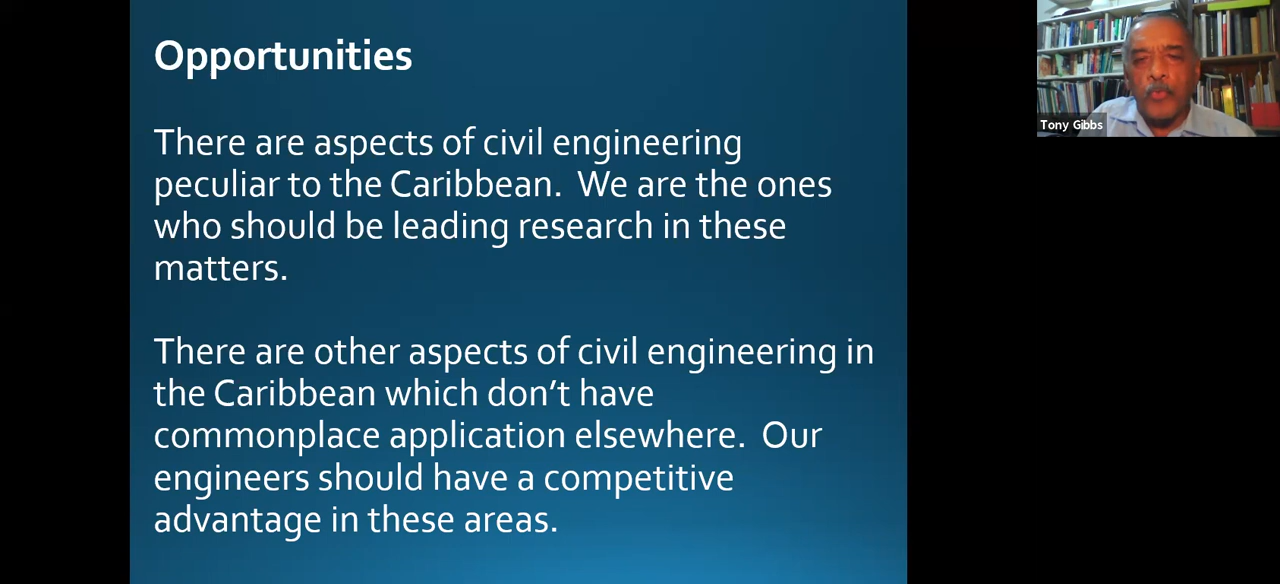 Opportunities
There are aspects of civil engineering
peculiar to the Caribbean.  We are the ones
who should be leading research in these
matters.
There are other aspects of civil engineering in
the Caribbean which don’t have
commonplace application elsewhere.  Our
engineers should have a competitive
advantage in these areas.
Tony Gibbs